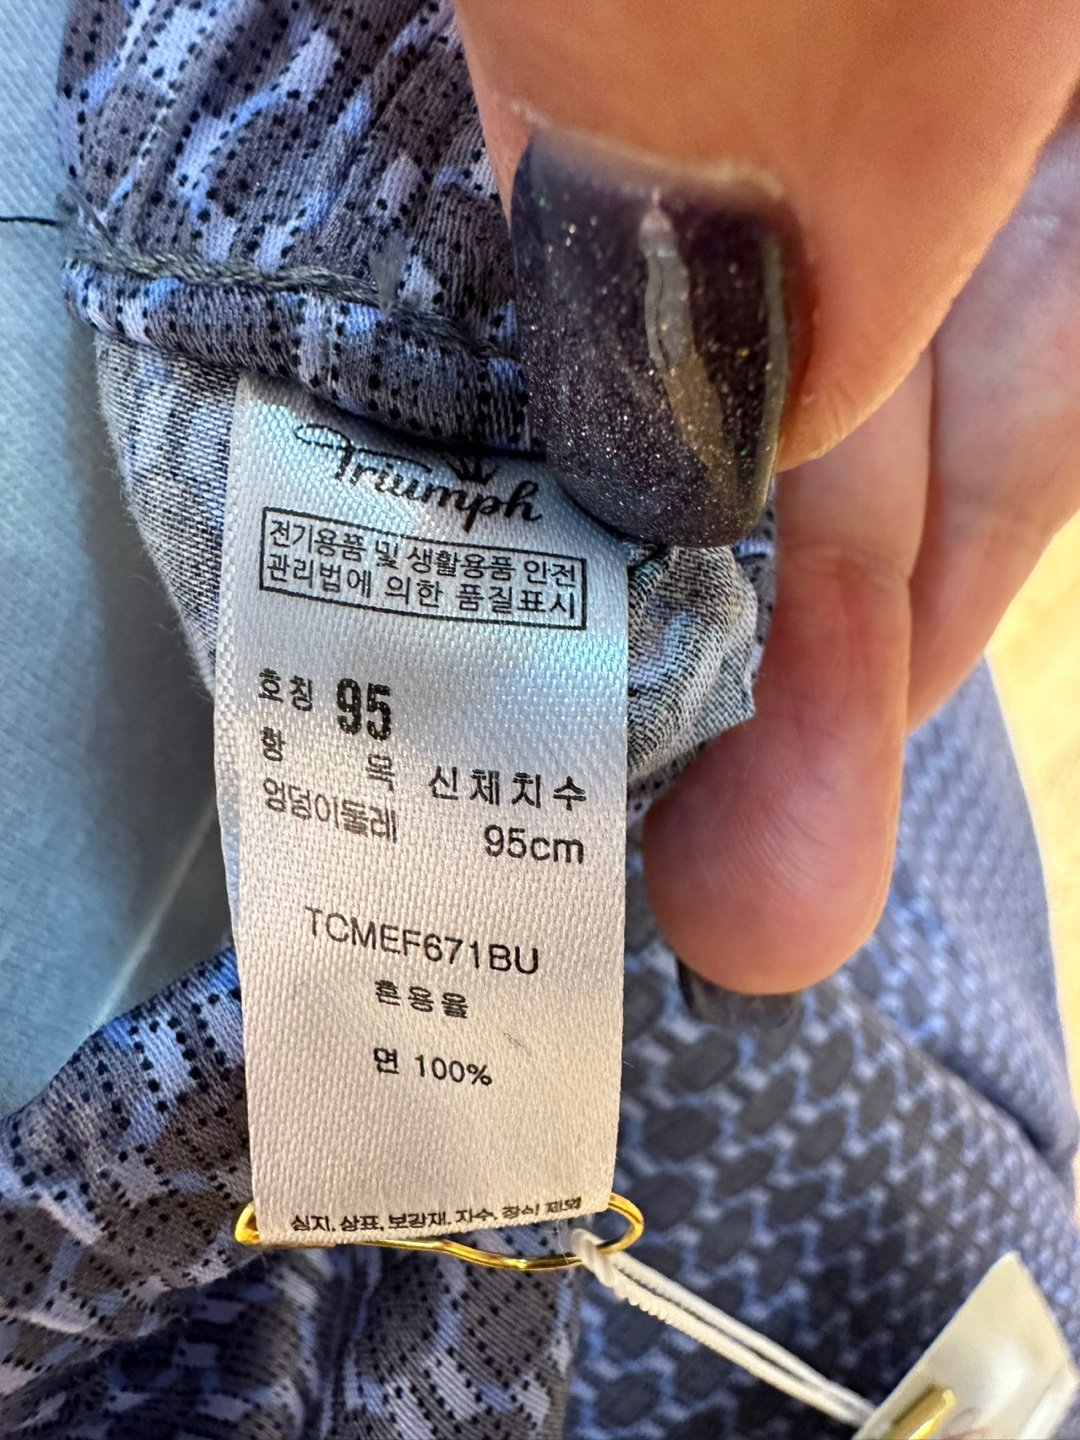 Triumph
전기용품 및 생활용품 안전
관리법에 의한 품질표시
호칭 95
항 목 신체치수
엉덩이둘레 95cm
TCMEF671BU
혼용율
면 100%
심지, 상표, 보강재, 자수, 장식 제외